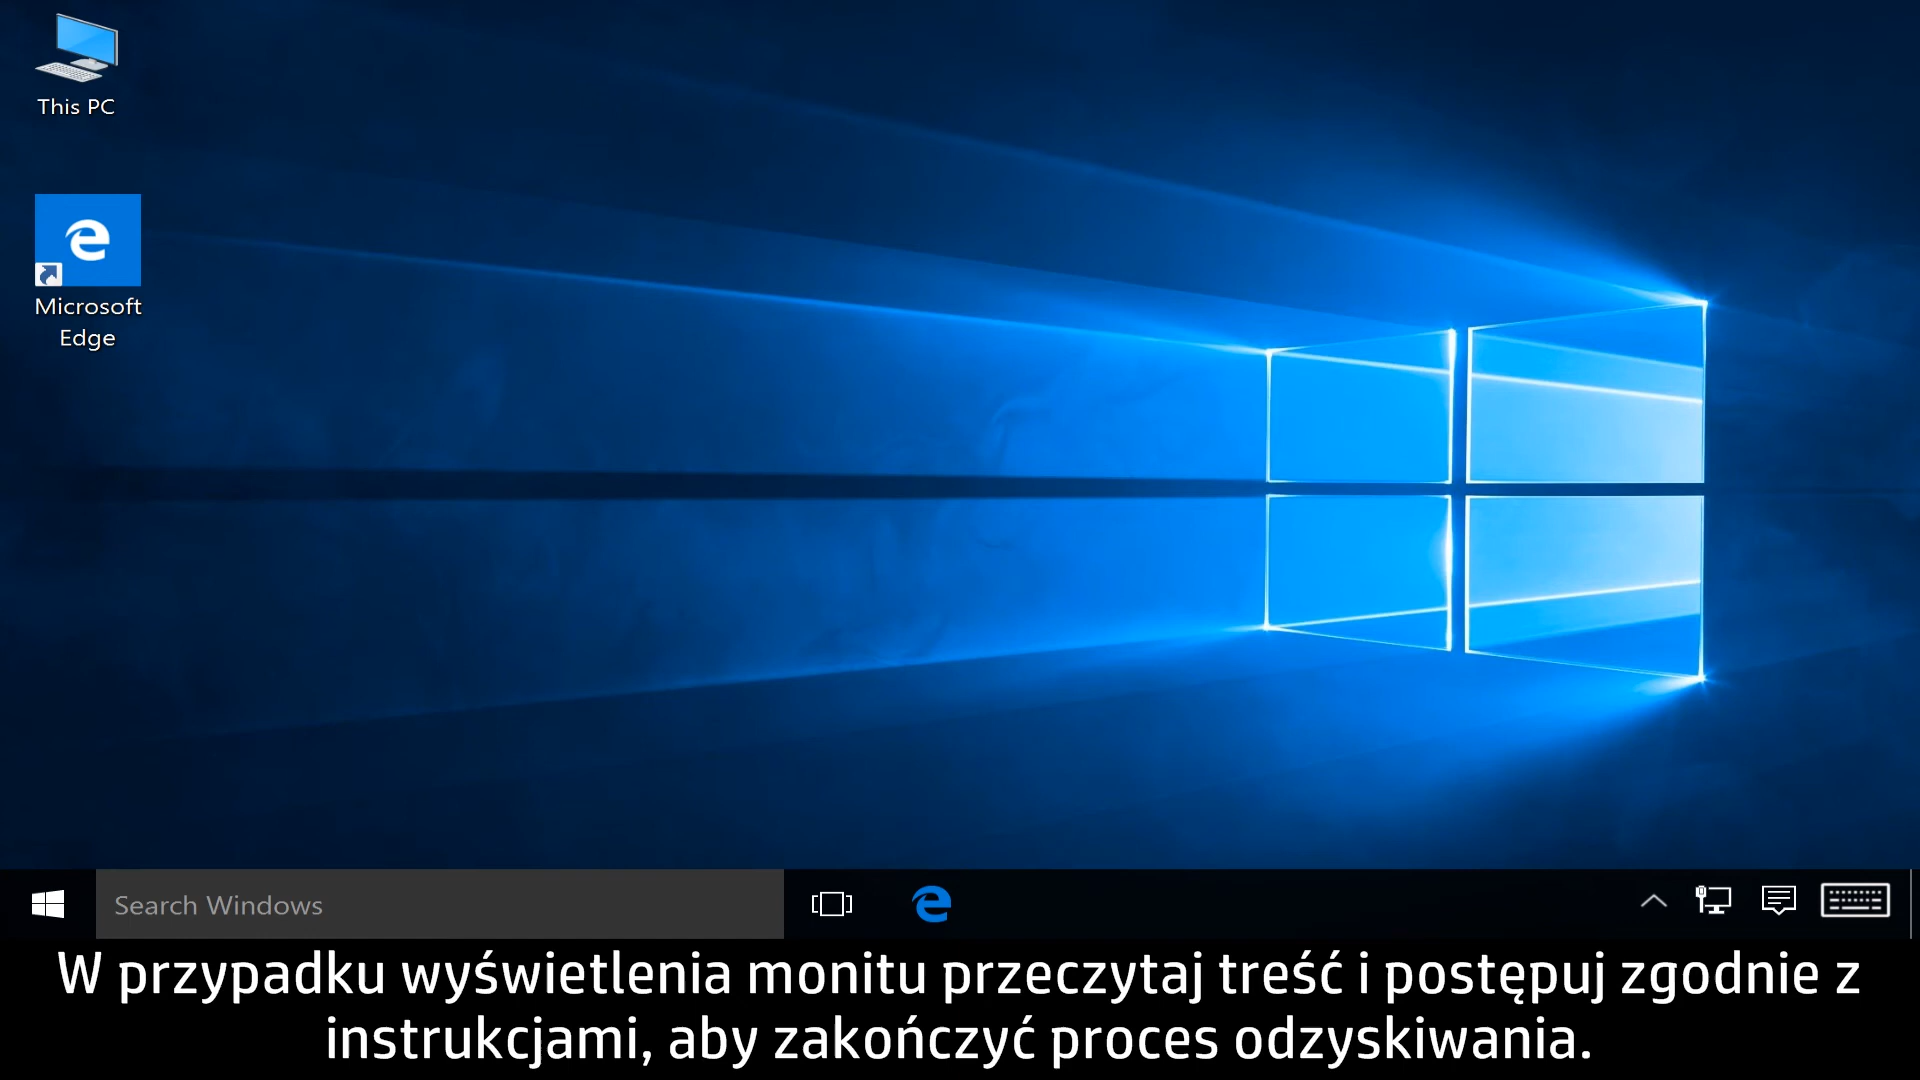 This PC
Microsoft
Edge
Search Windows
W przypadku wyświetlenia monitu przeczytaj treść i postępuj zgodnie z
instrukcjami, aby zakończyć proces odzyskiwania.